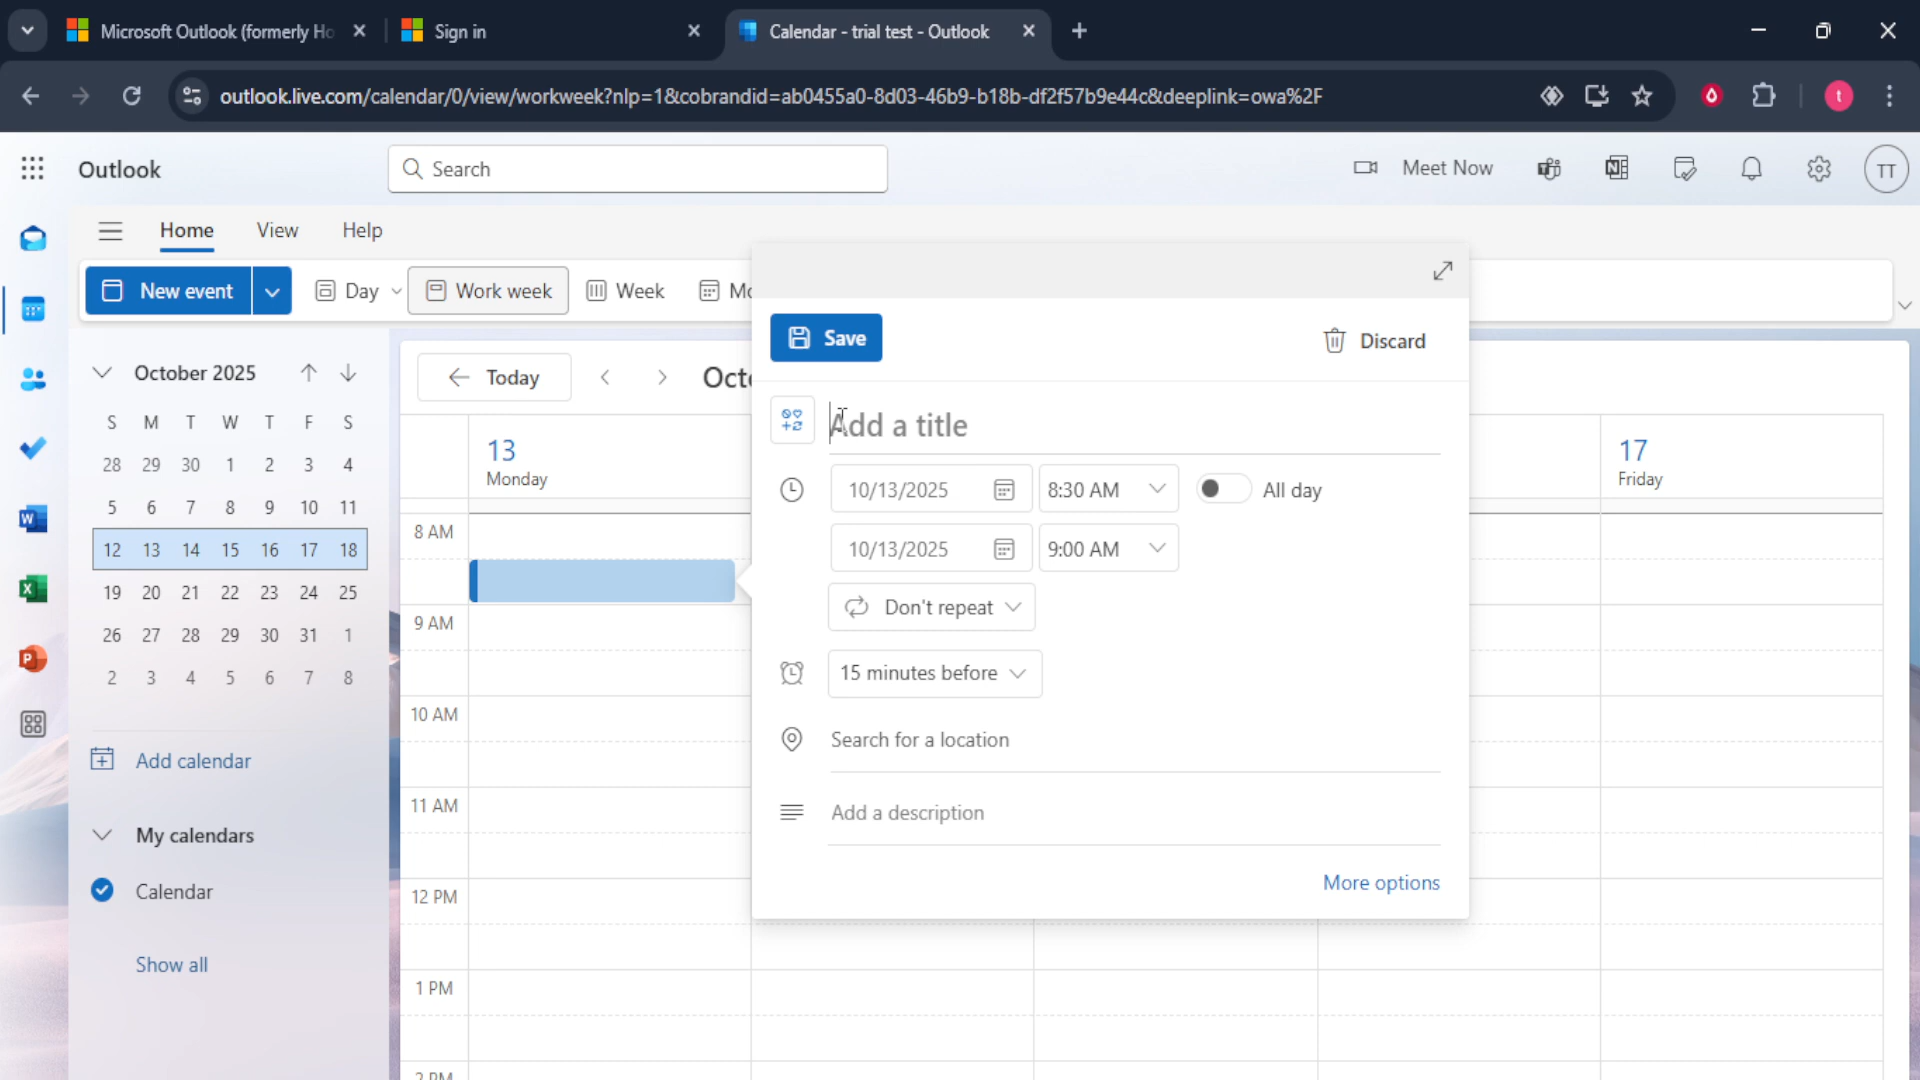 Microsoft Outlook (formerly Ho
Sign in
Calendar - trial test - Outlook
outlook.live.com/calendar/0/view/workweek?nlp=1&cobrandid=ab0455a0-8d03-46b9-b18b-df2f57b9e44c&deeplink=owa%2F
t
Outlook
Search
Meet Now
TT
Home View Help
New event Day Work week Week Mo
Save Discard
October 2025
Today Octo
S M T W T F S
28 29 30 1 2 3 4
5 6 7 8 9 10 11
12 13 14 15 16 17 18
19 20 21 22 23 24 25
26 27 28 29 30 31 1
2 3 4 5 6 7 8
13
Monday
17
Friday
Add a title
10/13/2025 8:30 AM All day
10/13/2025 9:00 AM
Don't repeat
15 minutes before
Search for a location
Add a description
More options
8 AM
9 AM
10 AM
11 AM
12 PM
1 PM
2 PM
Add calendar
My calendars
Calendar
Show all